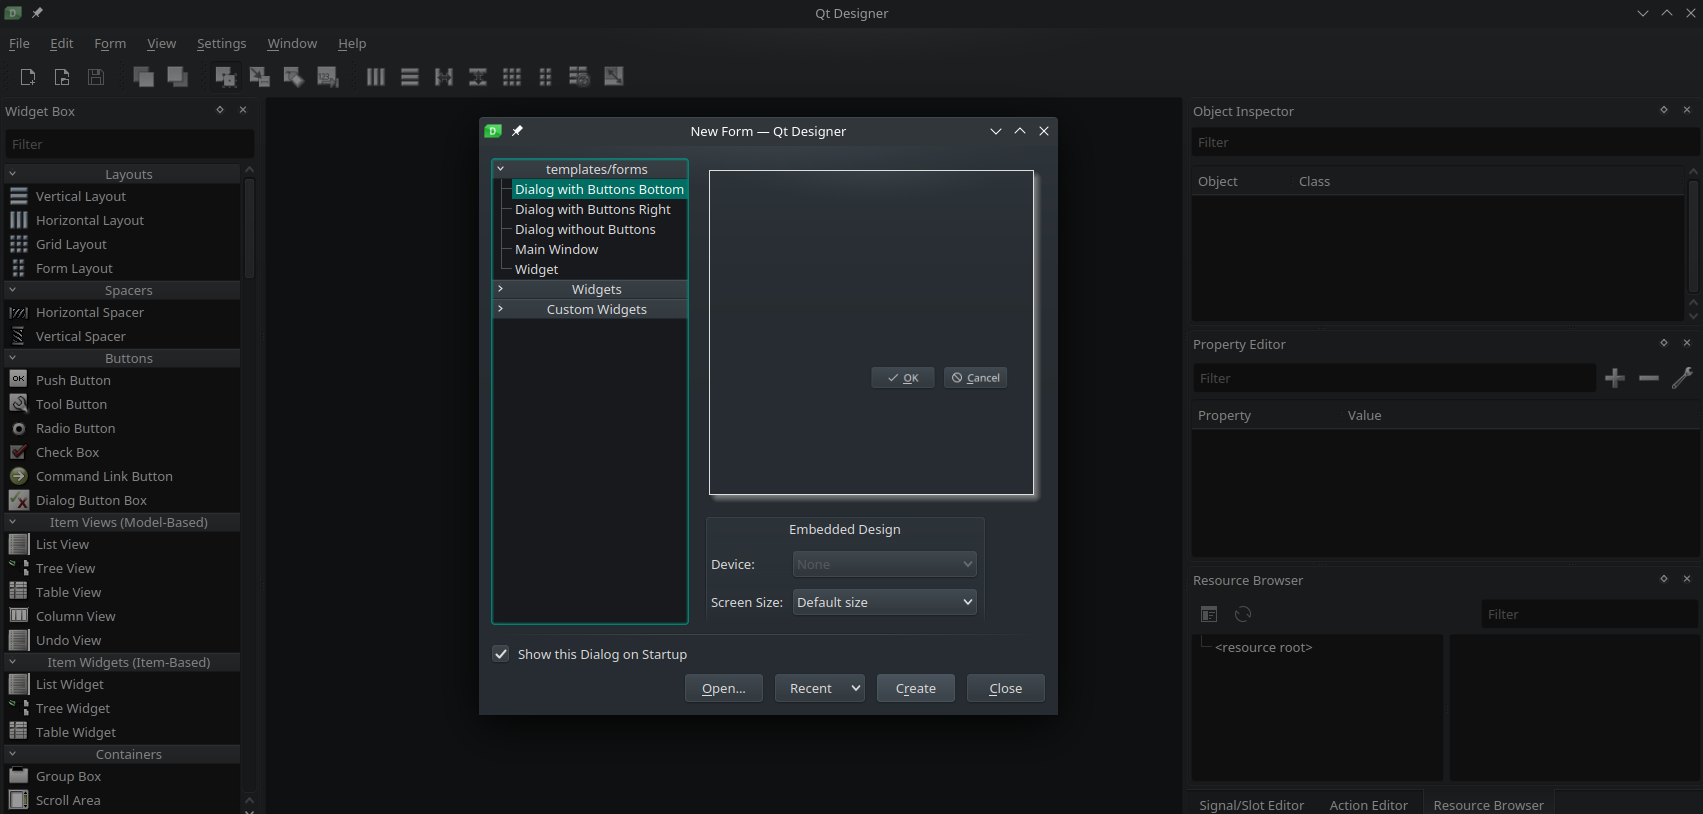 Qt Designer
File Edit Form View Settings Window Help
Widget Box
Filter
Layouts
Vertical Layout
Horizontal Layout
Grid Layout
Form Layout
Spacers
Horizontal Spacer
Vertical Spacer
Buttons
Push Button
Tool Button
Radio Button
Check Box
Command Link Button
Dialog Button Box
Item Views (Model-Based)
List View
Tree View
Table View
Column View
Undo View
Item Widgets (Item-Based)
List Widget
Tree Widget
Table Widget
Containers
Group Box
Scroll Area
New Form — Qt Designer
templates/forms
Dialog with Buttons Bottom
Dialog with Buttons Right
Dialog without Buttons
Main Window
Widget
Widgets
Custom Widgets
OK Cancel
Embedded Design
Device: None
Screen Size: Default size
Show this Dialog on Startup
Open... Recent Create Close
Object Inspector
Filter
Object Class
Property Editor
Filter
Property Value
Resource Browser
Filter
<resource root>
Signal/Slot Editor Action Editor Resource Browser